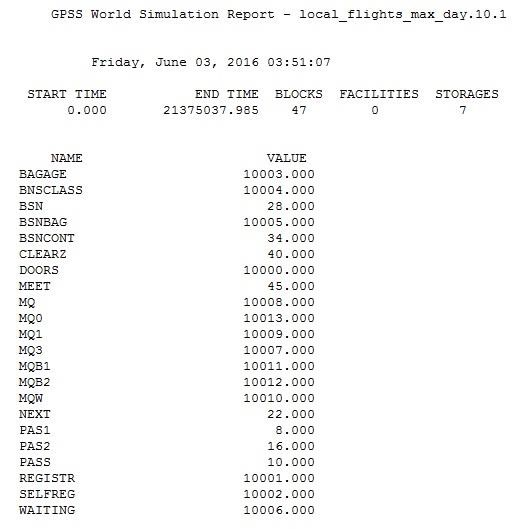 GPSS World Simulation Report - local_flights_max_day.10.1
Friday, June 03, 2016 03:51:07
START TIME END TIME BLOCKS FACILITIES STORAGES
0.000 21375037.985 47 0 7
NAME VALUE
BAGAGE 10003.000
BNSCLASS 10004.000
BSN 28.000
BSNBAG 10005.000
BSNCONT 34.000
CLEARZ 40.000
DOORS 10000.000
MEET 45.000
MQ 10008.000
MQ0 10013.000
MQ1 10009.000
MQ3 10007.000
MQB1 10011.000
MQB2 10012.000
MQW 10010.000
NEXT 22.000
PAS1 8.000
PAS2 16.000
PASS 10.000
REGISTR 10001.000
SELFREG 10002.000
WAITING 10006.000